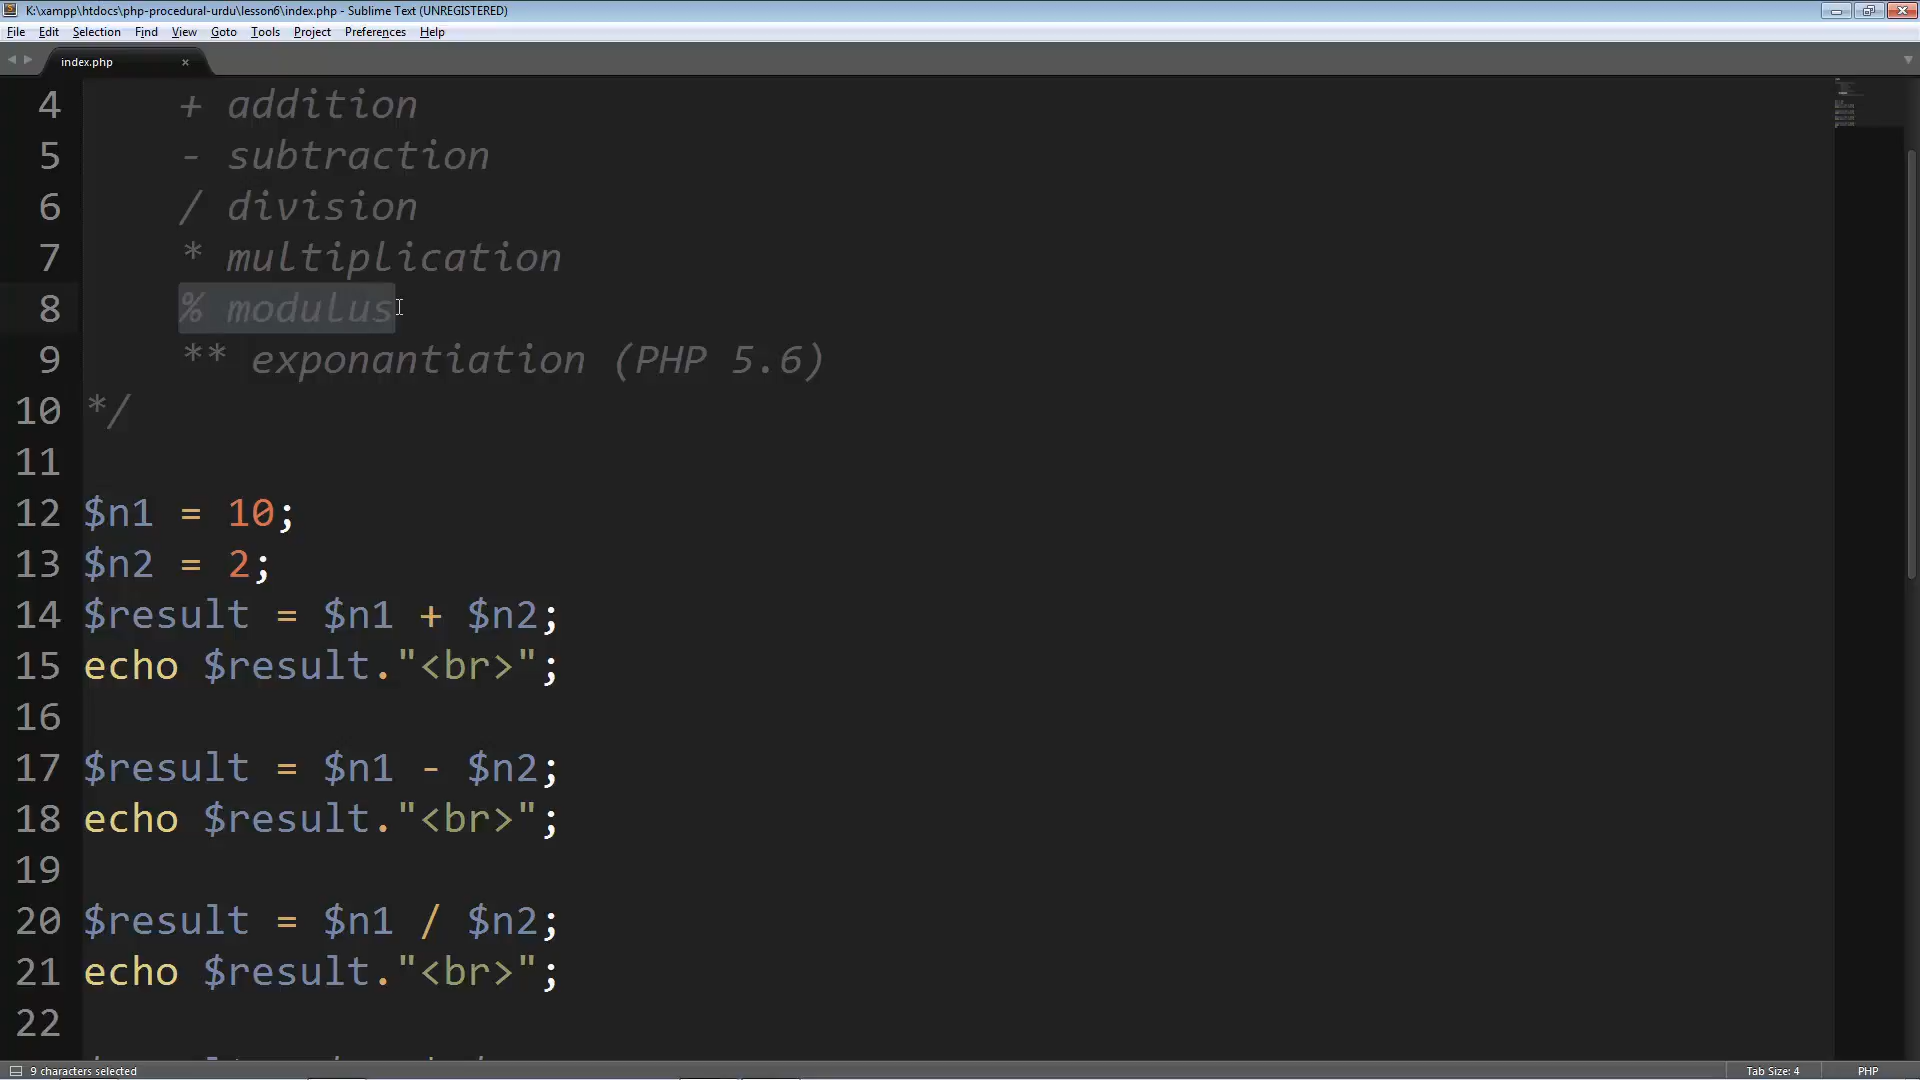 K:\xampp\htdocs\php-procedural-urdu\lesson6\index.php - Sublime Text (UNREGISTERED)
File Edit Selection Find View Goto Tools Project Preferences Help
index.php ×
4 + addition
5 - subtraction
6 / division
7 * multiplication
8 % modulus
9 ** exponantiation (PHP 5.6)
10 */
11
12 $n1 = 10;
13 $n2 = 2;
14 $result = $n1 + $n2;
15 echo $result."<br>";
16
17 $result = $n1 - $n2;
18 echo $result."<br>";
19
20 $result = $n1 / $n2;
21 echo $result."<br>";
22
9 characters selected
Tab Size: 4
PHP